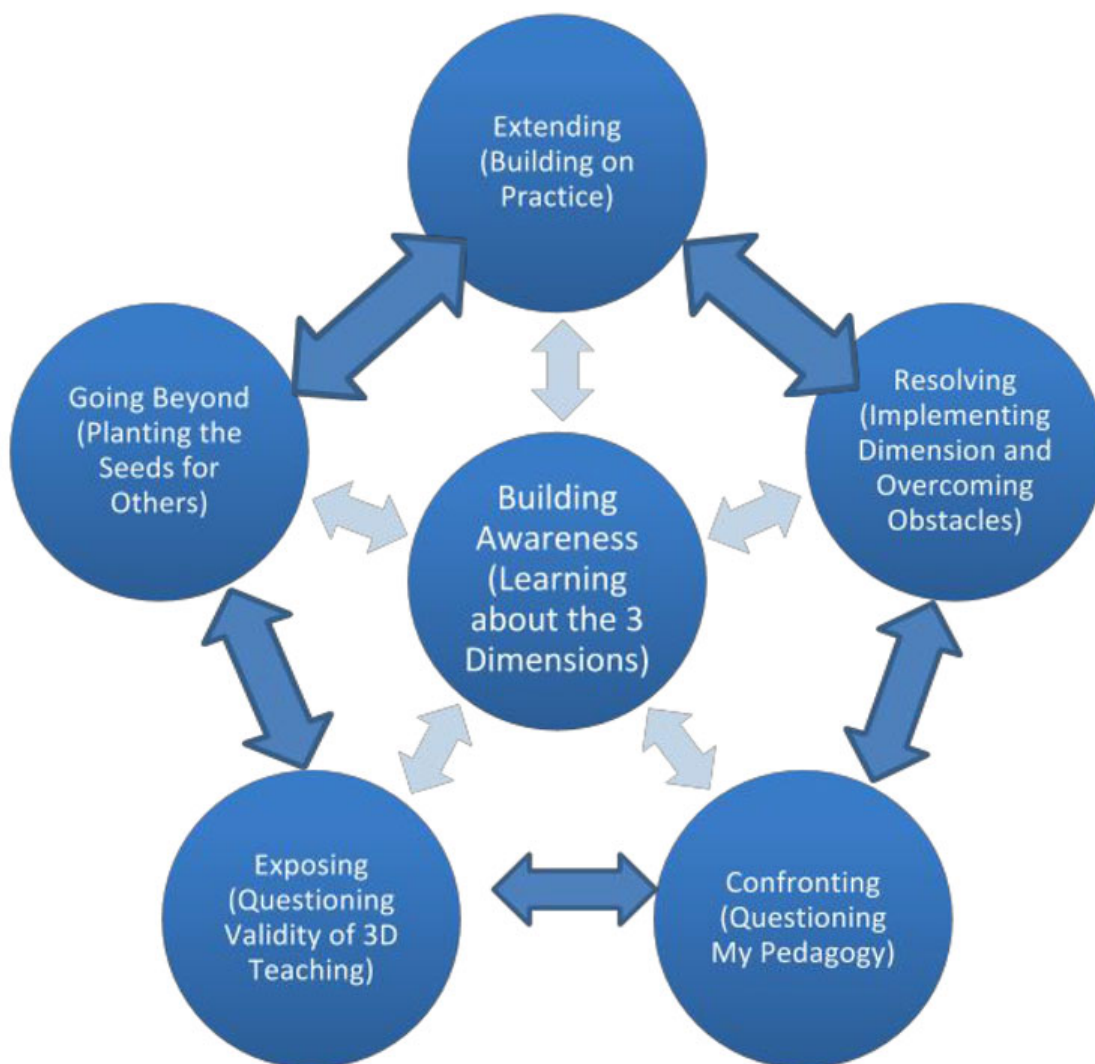 Extending
(Building on
Practice)
Going Beyond
(Planting the
Seeds for
Others)
Resolving
(Implementing
Dimension and
Overcoming
Obstacles)
Building
Awareness
(Learning
about the 3
Dimensions)
Exposing
(Questioning
Validity of 3D
Teaching)
Confronting
(Questioning
My Pedagogy)